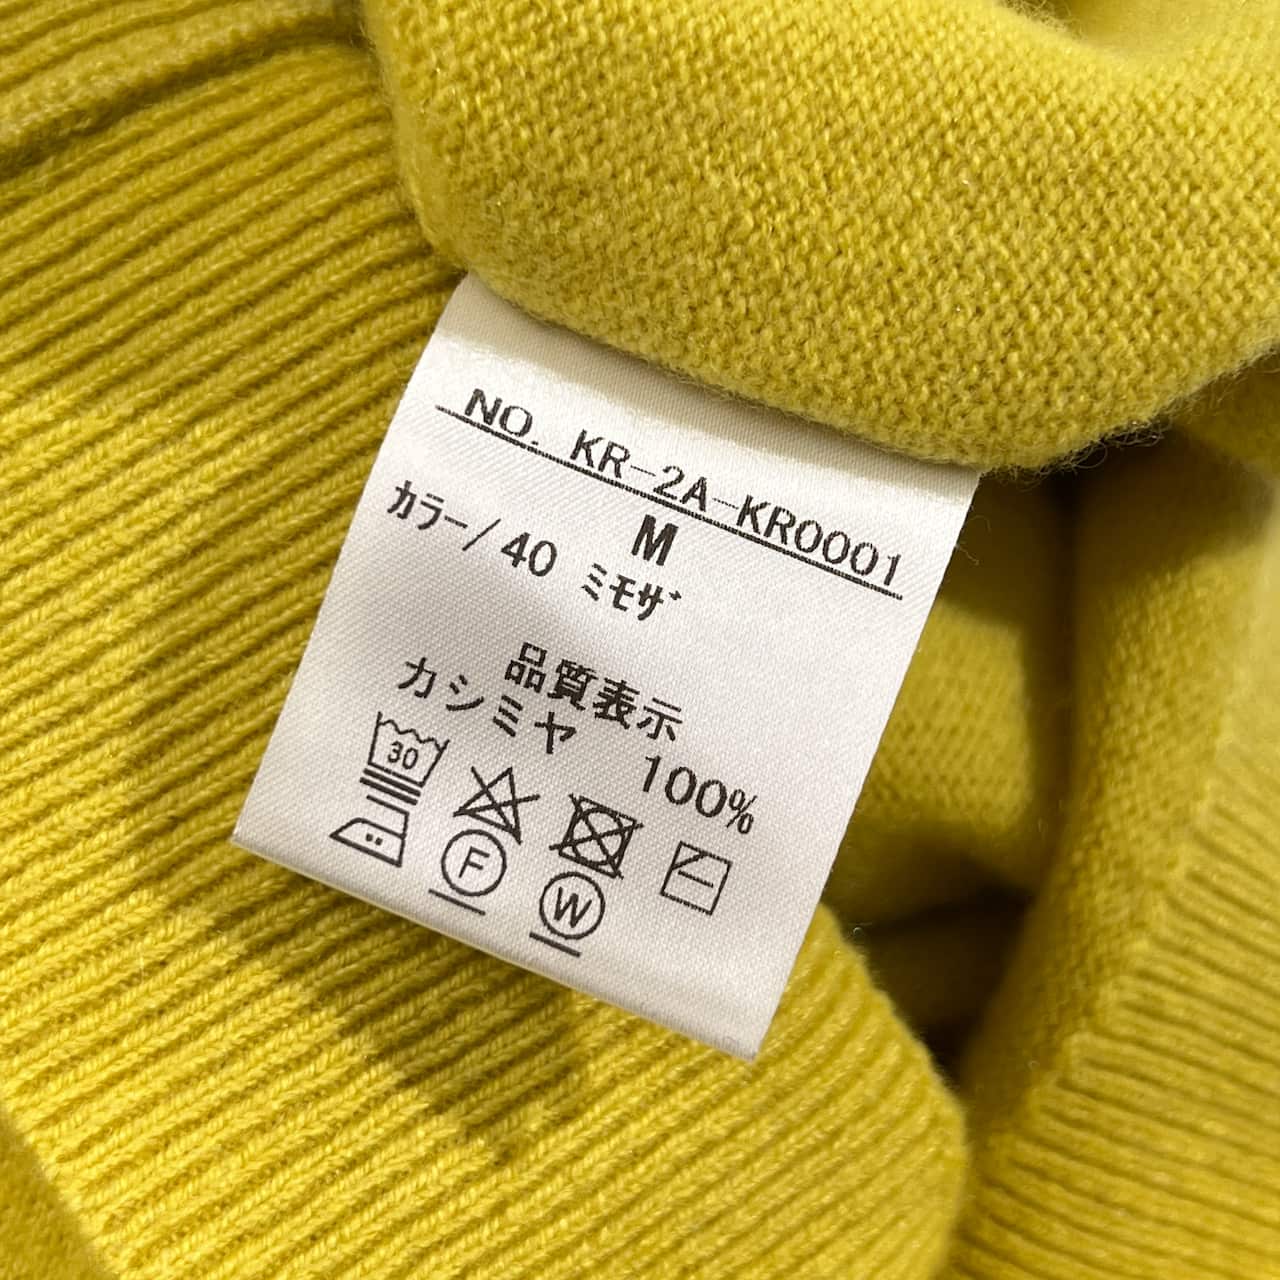 NO. KR-2A-KR0001
M
カラー/40 ミモザ
品質表示
カシミヤ 100%
30
F
W